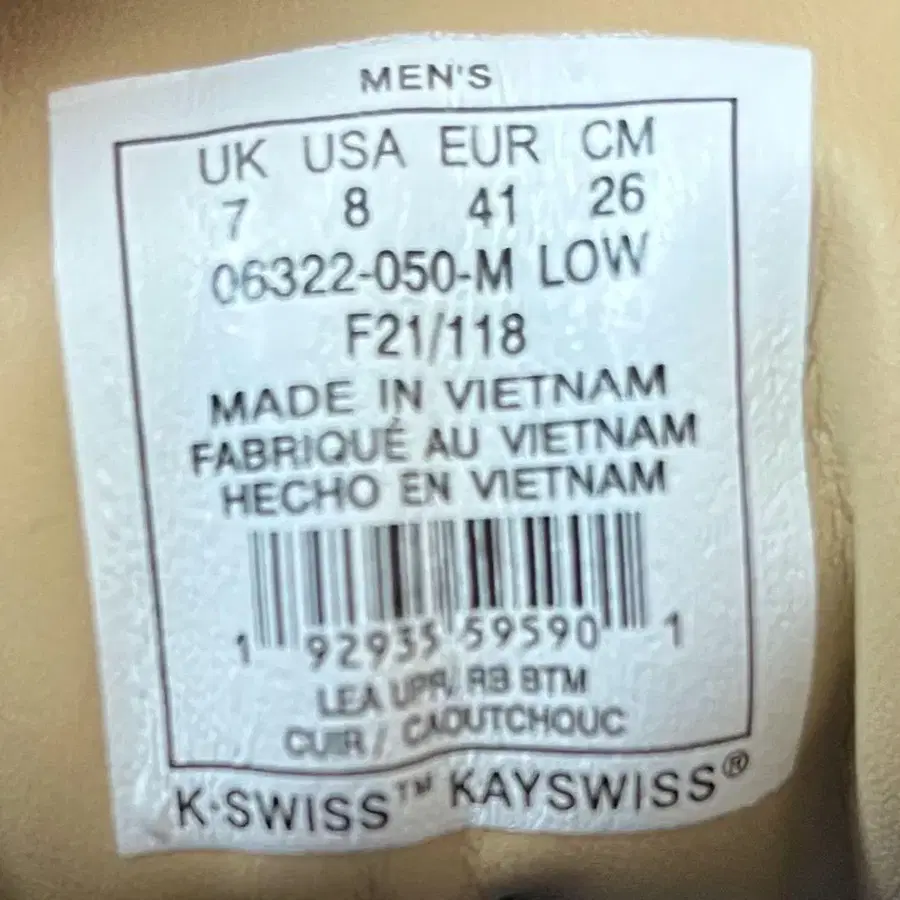 MEN'S
UK USA EUR CM
7 8 41 26
06322-050-M LOW
F21/118
MADE IN VIETNAM
FABRIQUÉ AU VIETNAM
HECHO EN VIETNAM
1 92935 59590 1
LEA UPR/ RB BTM
CUIR / CAOUTCHOUC
K·SWISS™ KAYSWISS®